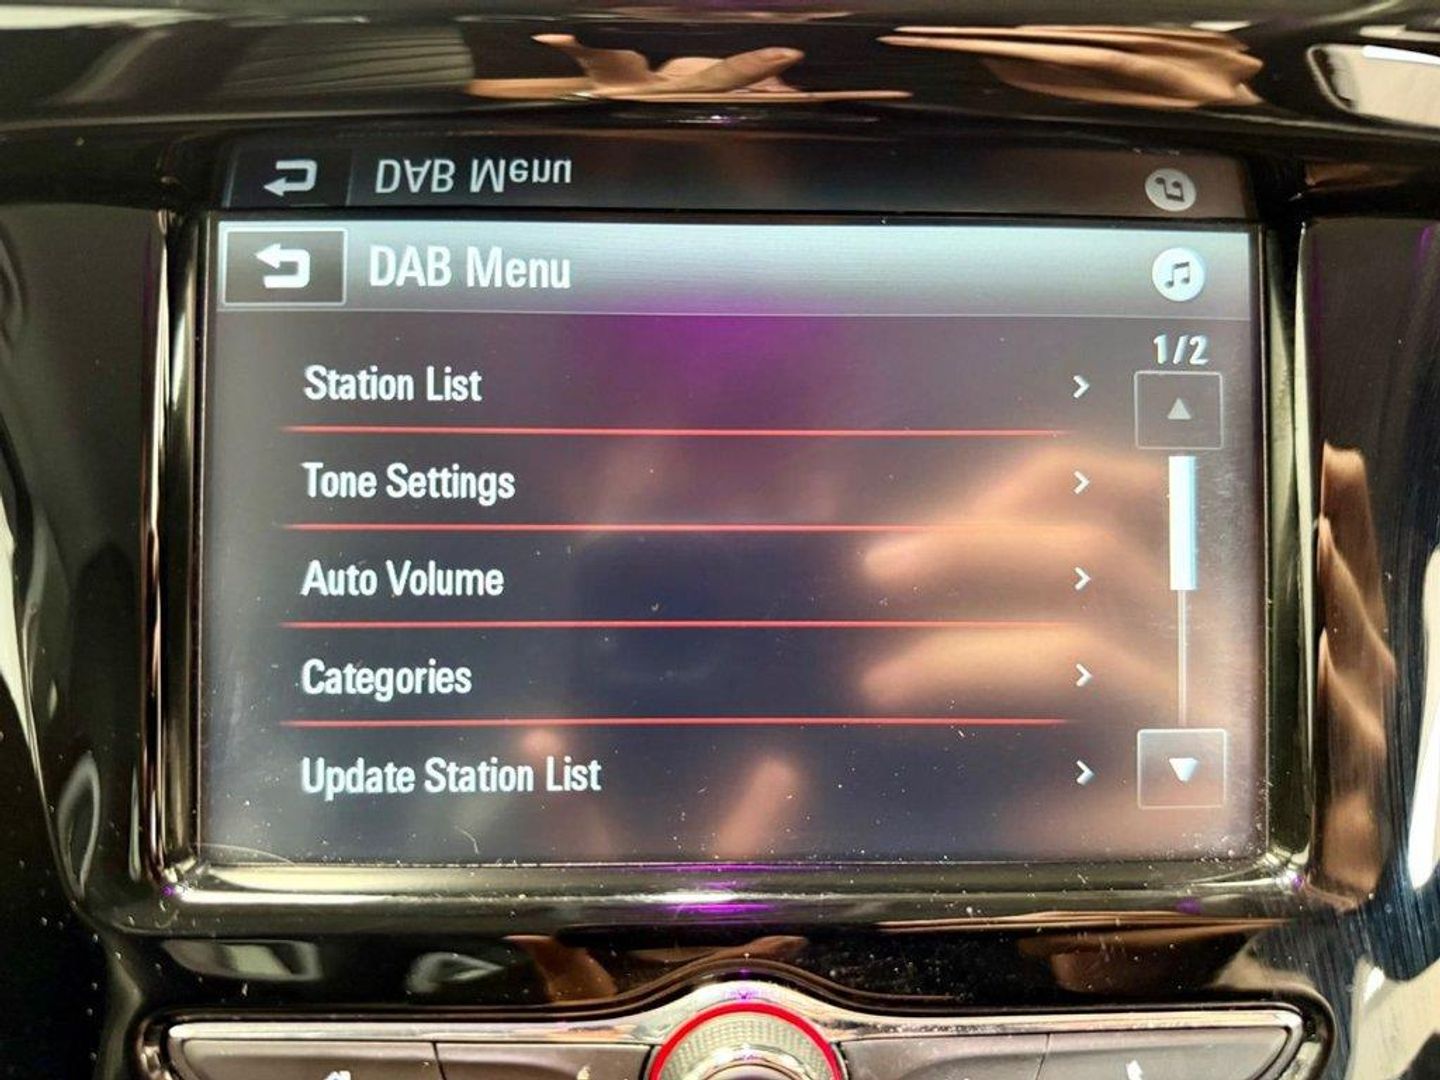 DAB Menu
1/2
Station List
Tone Settings
Auto Volume
Categories
Update Station List